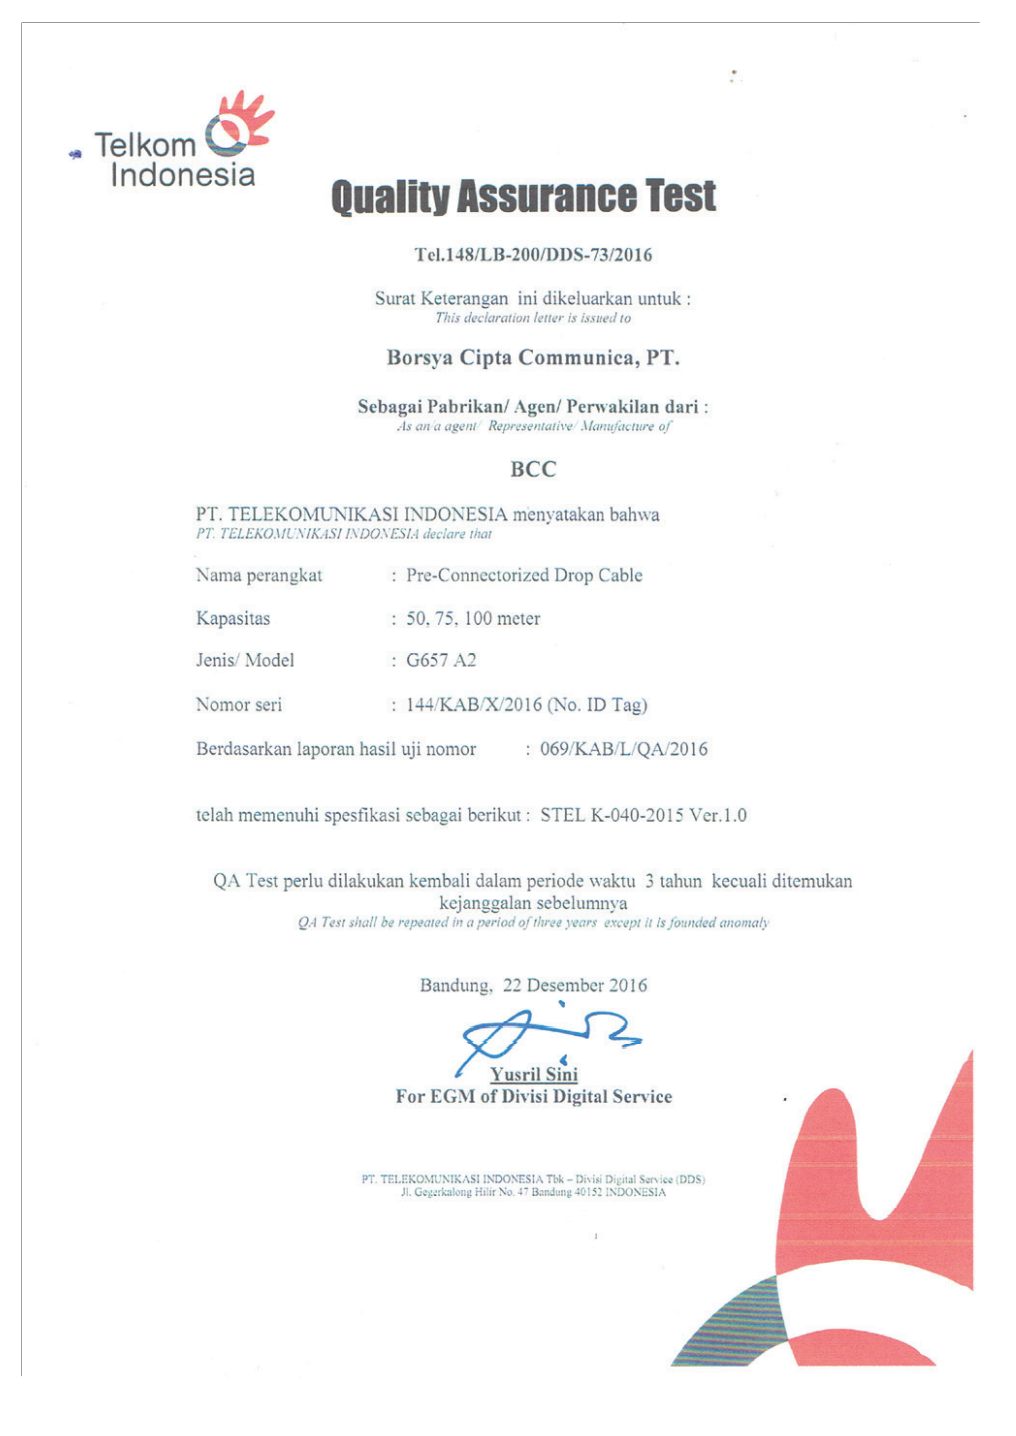 Telkom
Indonesia
Quality Assurance Test
Tel.148/LB-200/DDS-73/2016
Surat Keterangan ini dikeluarkan untuk :
This declaration letter is issued to
Borsya Cipta Communica, PT.
Sebagai Pabrikan/ Agen/ Perwakilan dari :
As an/a agent/ Representative/ Manufacture of
BCC
PT. TELEKOMUNIKASI INDONESIA menyatakan bahwa
PT. TELEKOMUNIKASI INDONESIA declare that
Nama perangkat : Pre-Connectorized Drop Cable
Kapasitas : 50, 75, 100 meter
Jenis/ Model : G657 A2
Nomor seri : 144/KAB/X/2016 (No. ID Tag)
Berdasarkan laporan hasil uji nomor : 069/KAB/L/QA/2016
telah memenuhi spesfikasi sebagai berikut : STEL K-040-2015 Ver.1.0
QA Test perlu dilakukan kembali dalam periode waktu 3 tahun kecuali ditemukan
kejanggalan sebelumnya
QA Test shall be repeated in a period of three years except it is founded anomaly
Bandung, 22 Desember 2016
Yusril Sini
For EGM of Divisi Digital Service
PT. TELEKOMUNIKASI INDONESIA Tbk – Divisi Digital Service (DDS)
Jl. Gegerkalong Hilir No. 47 Bandung 40152 INDONESIA
1